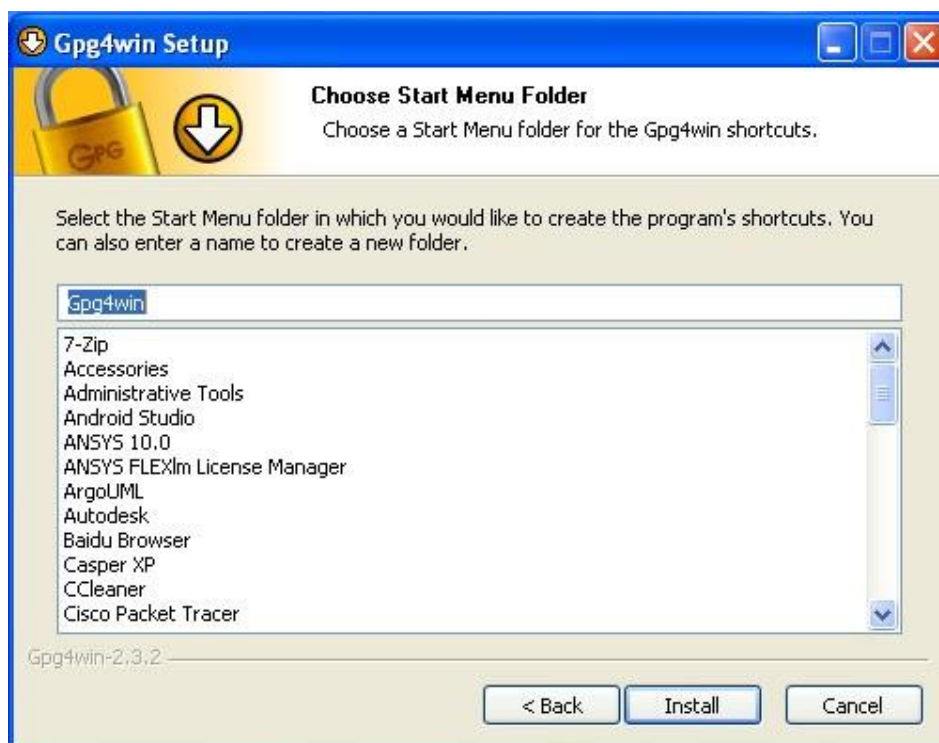 Gpg4win Setup
GPG
Choose Start Menu Folder
Choose a Start Menu folder for the Gpg4win shortcuts.
Select the Start Menu folder in which you would like to create the program's shortcuts. You
can also enter a name to create a new folder.
Gpg4win
7-Zip
Accessories
Administrative Tools
Android Studio
ANSYS 10.0
ANSYS FLEXlm License Manager
ArgoUML
Autodesk
Baidu Browser
Casper XP
CCleaner
Cisco Packet Tracer
Gpg4win-2.3.2
< Back
Install
Cancel